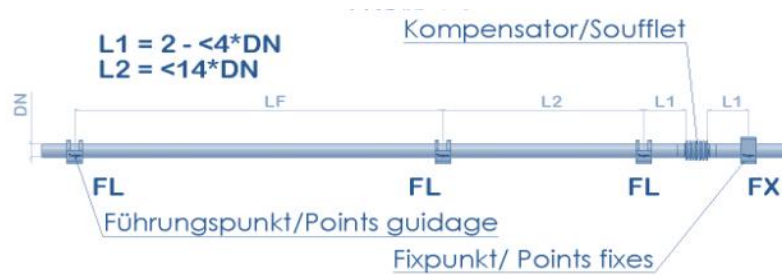 Kompensator/Soufflet
L1 = 2 - <4*DN
L2 = <14*DN
DN
LF
L2
L1
L1
FL
FL
FL
FX
Führungspunkt/Points guidage
Fixpunkt/ Points fixes